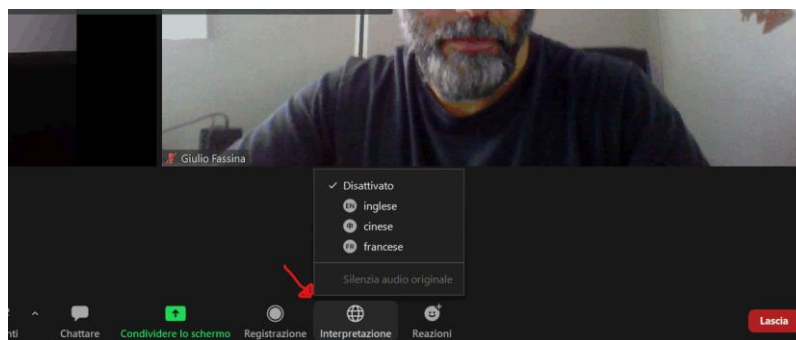 Giulio Fassina
Disattivato
EN inglese
中 cinese
FR francese
Silenzia audio originale
Chattare
Condividere lo schermo
Registrazione
Interpretazione
Reazioni
Lascia